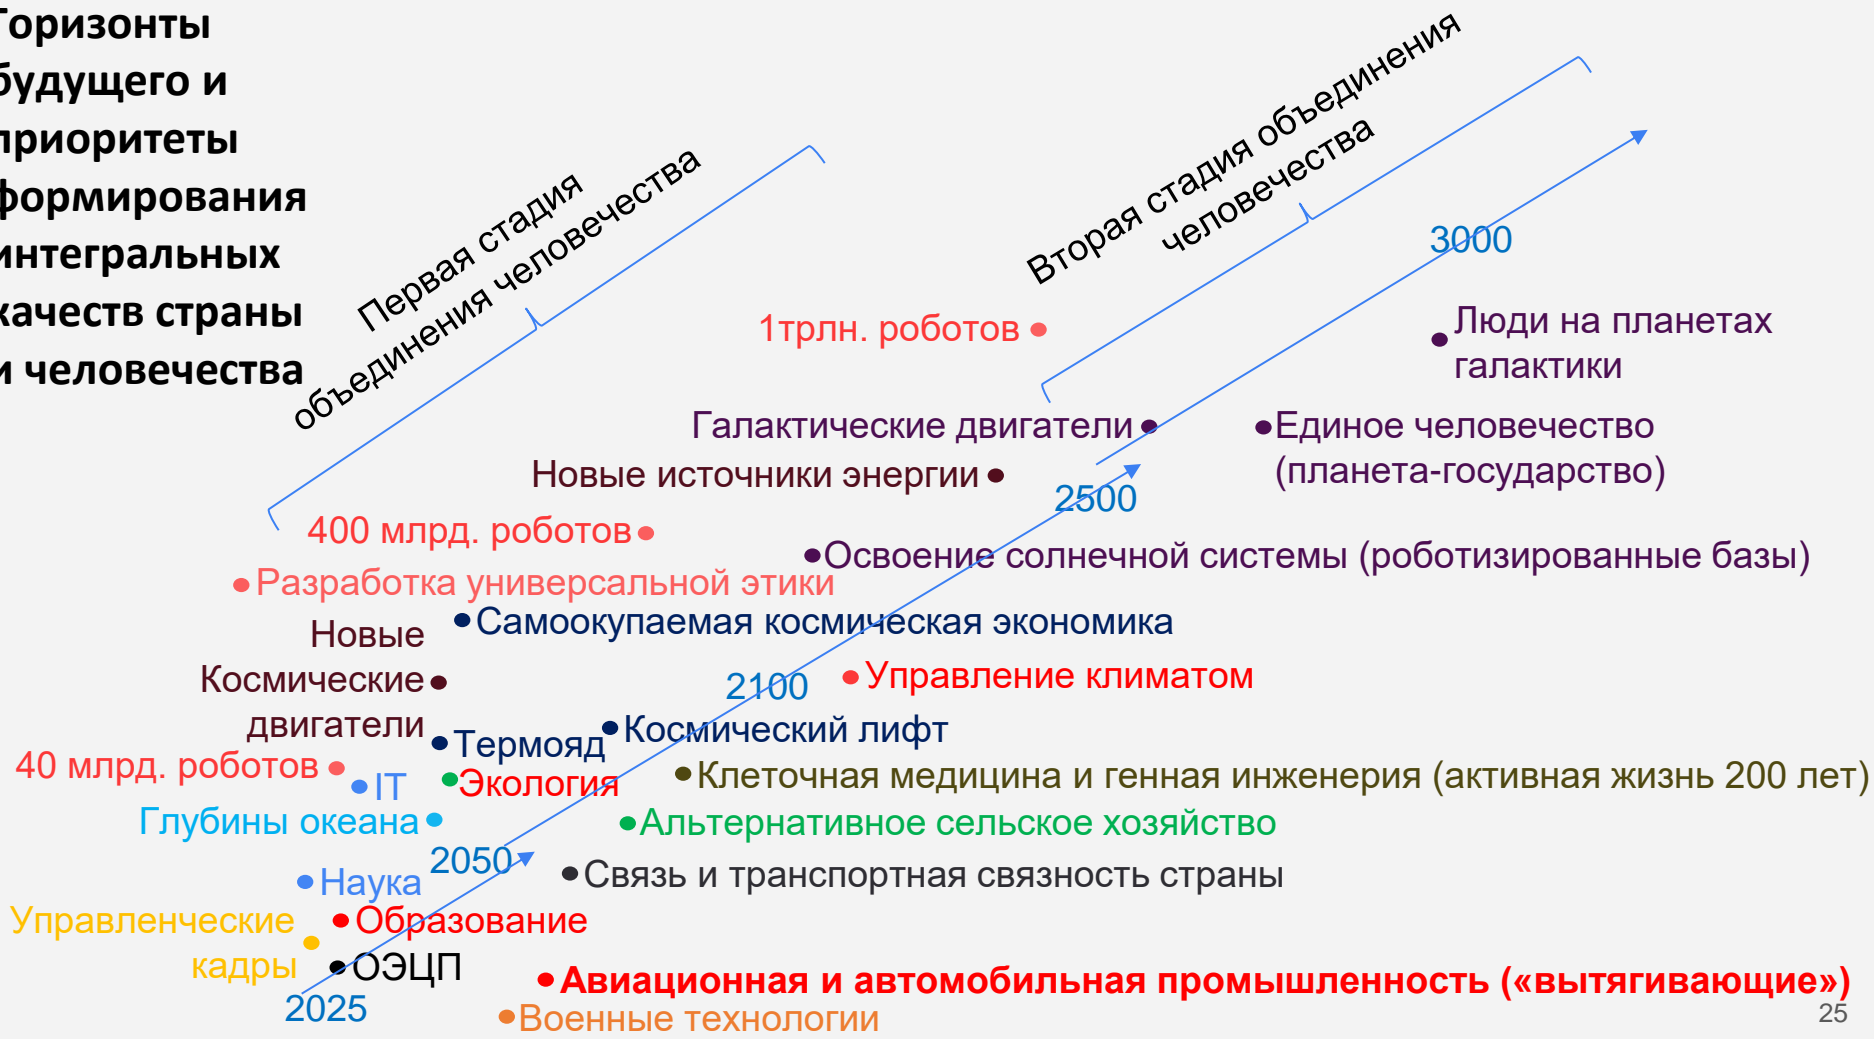 Горизонты
будущего и
приоритеты
формирования
интегральных
качеств страны
и человечества
Первая стадия
объединения человечества
Вторая стадия объединения
человечества
3000
1трлн. роботов
Люди на планетах
галактики
Галактические двигатели
Единое человечество
(планета-государство)
Новые источники энергии
2500
400 млрд. роботов
Освоение солнечной системы (роботизированные базы)
Разработка универсальной этики
Самоокупаемая космическая экономика
Новые
Космические
двигатели
2100
Управление климатом
Термояд
Космический лифт
40 млрд. роботов
IT
Экология
Клеточная медицина и генная инженерия (активная жизнь 200 лет)
Глубины океана
Альтернативное сельское хозяйство
2050
Связь и транспортная связность страны
Наука
Управленческие
кадры
Образование
ОЭЦП
Авиационная и автомобильная промышленность («вытягивающие»)
2025
Военные технологии
25